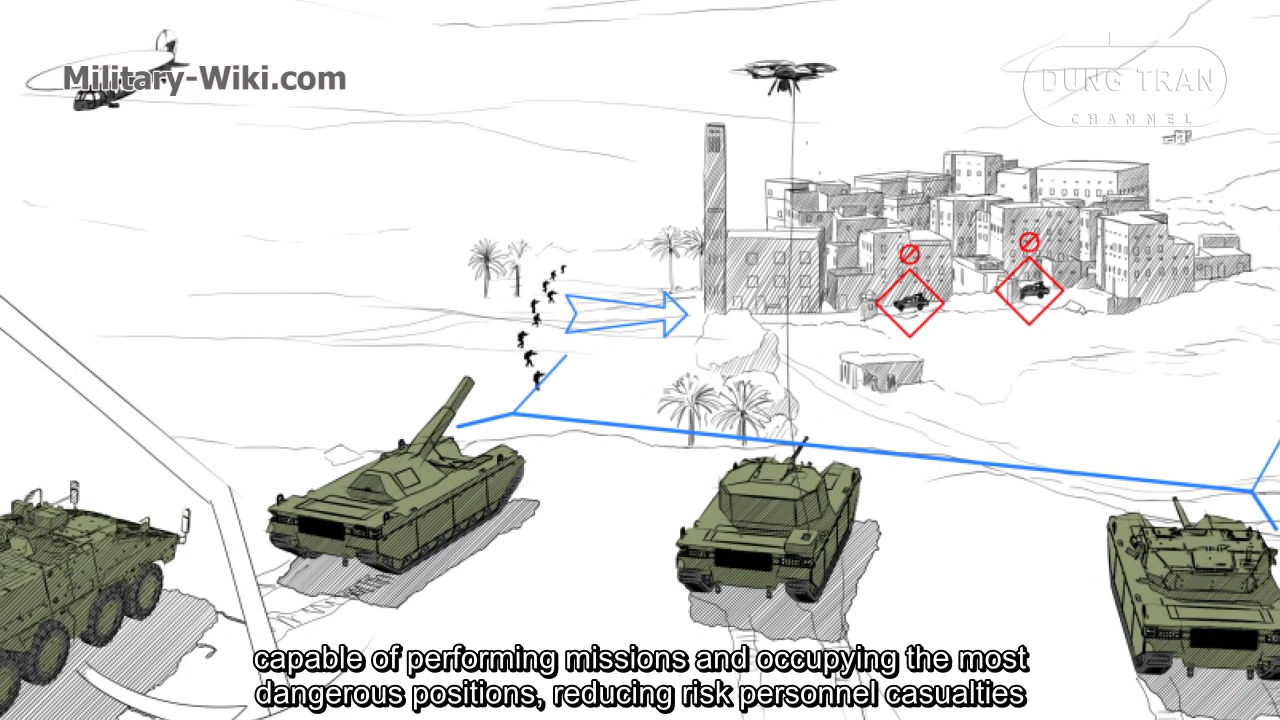 Military-Wiki.com
DUNG TRAN
CHANNEL
capable of performing missions and occupying the most
dangerous positions, reducing risk personnel casualties